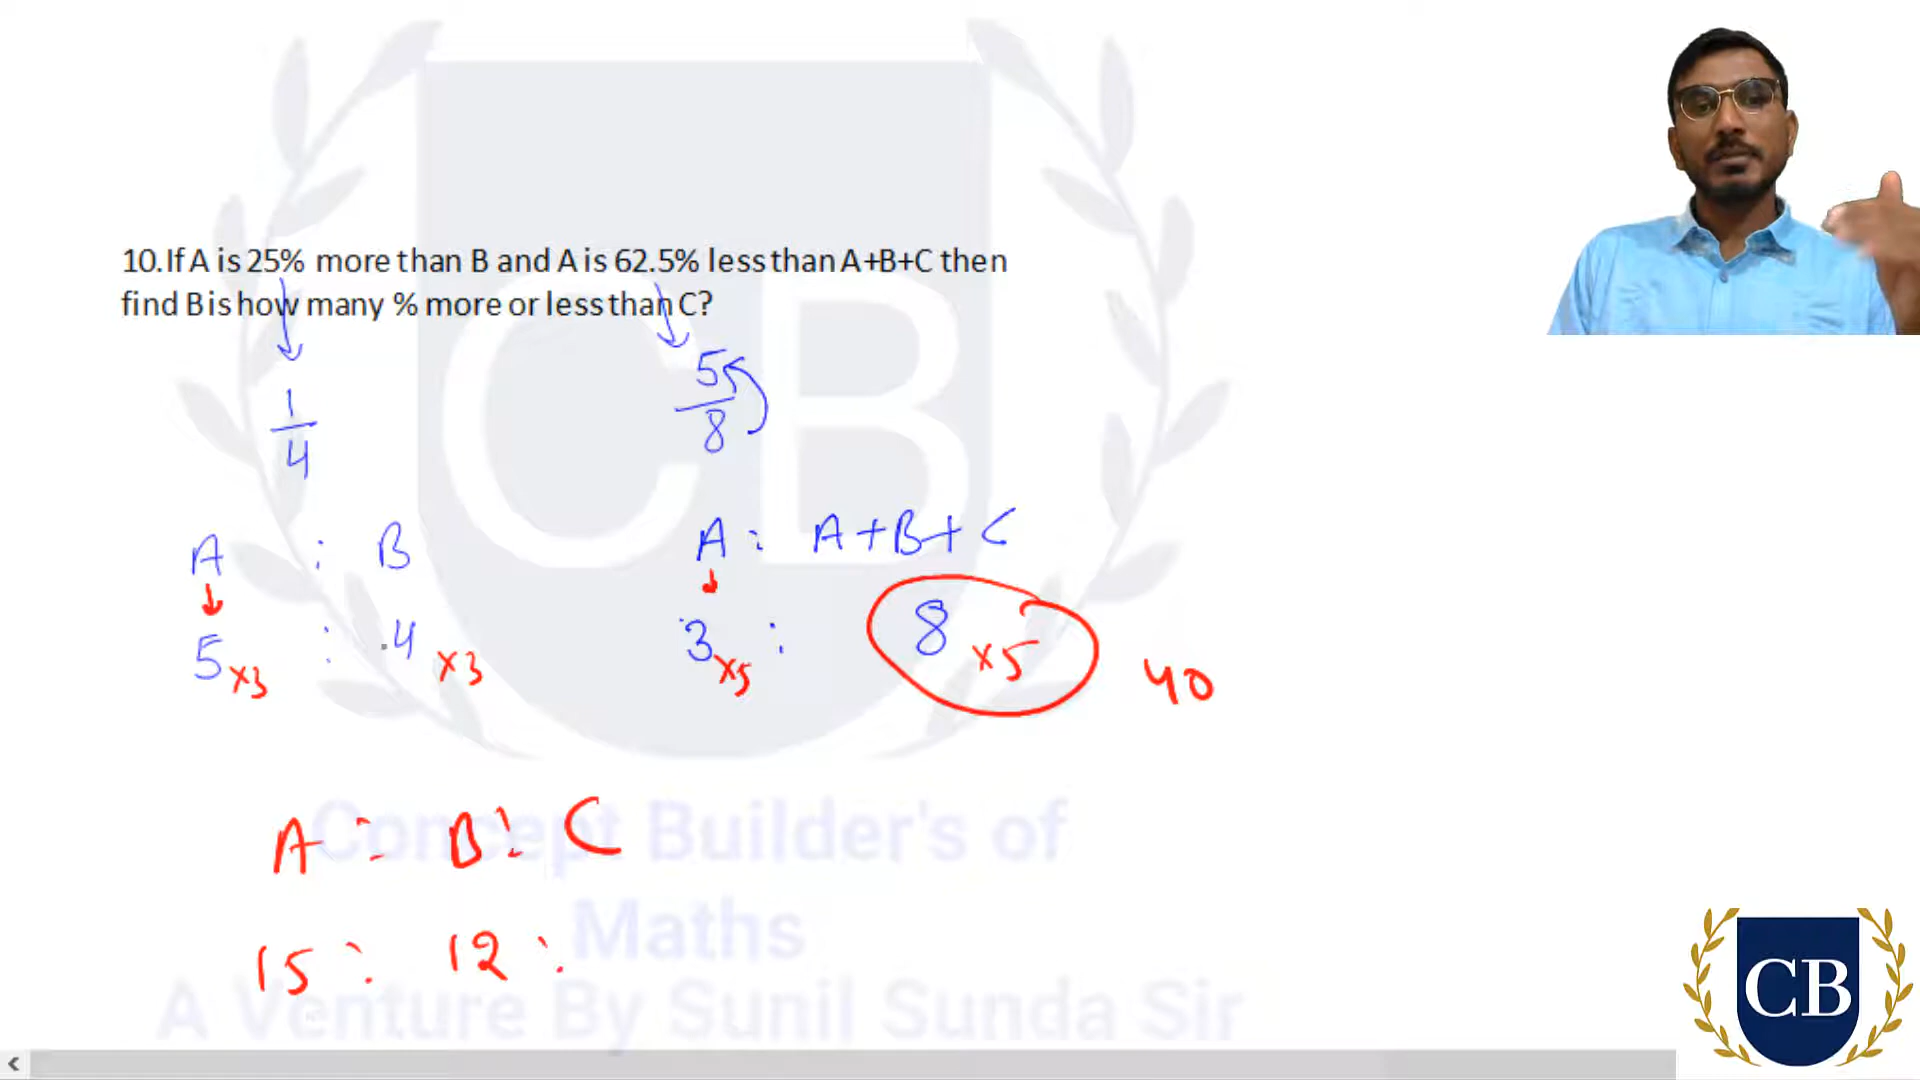 10.If A is 25% more than B and A is 62.5% less than A+B+C then
find B is how many % more or less than C?
1/4
5/8
A : B
A : A+B+C
5 x3 : 4 x3
3 x5 : 8 x5
40
A : B : C
15 : 12 :
CB
Concept Builder's of
Maths
A Venture By Sunil Sunda Sir
CB